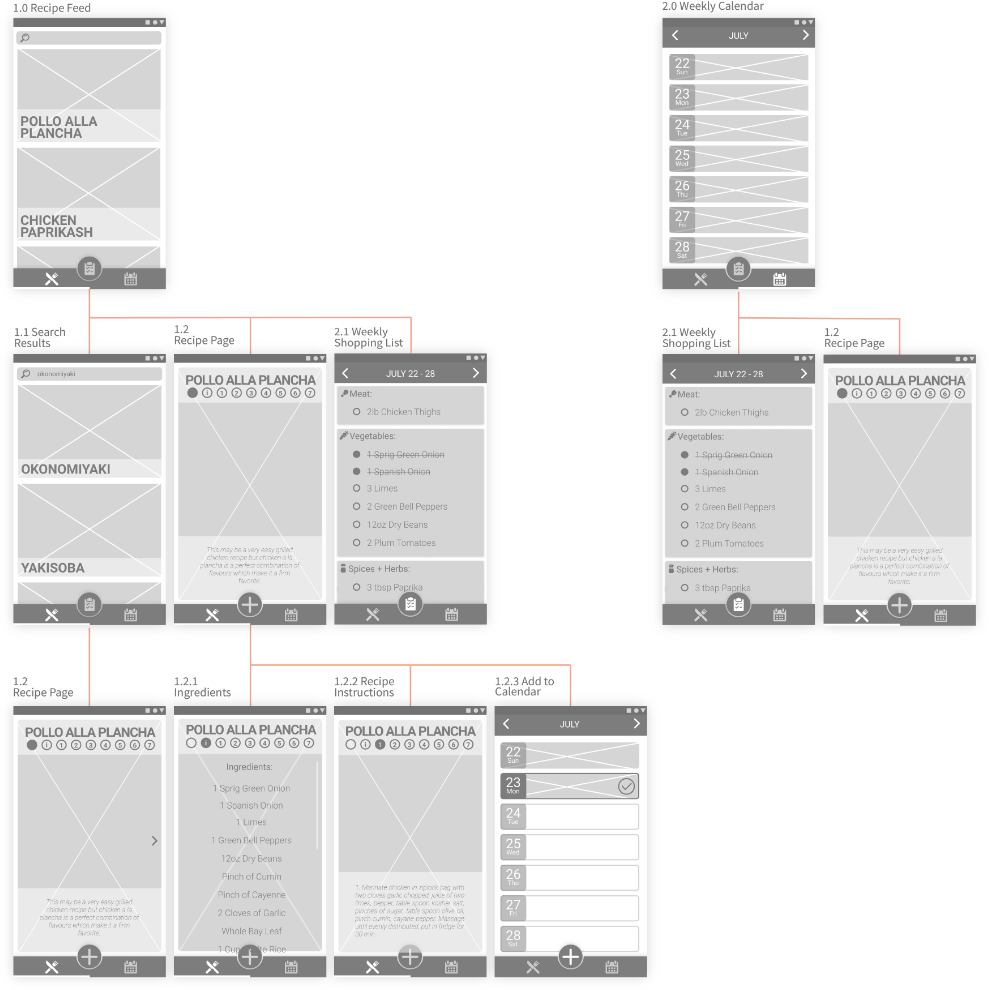 1.0 Recipe Feed
POLLO ALLA
PLANCHA
CHICKEN
PAPRIKASH
2.0 Weekly Calendar
JULY
22
Sun
23
Mon
24
Tue
25
Wed
26
Thu
27
Fri
28
Sat
1.1 Search
Results
okonomiyaki
OKONOMIYAKI
YAKISOBA
1.2
Recipe Page
POLLO ALLA PLANCHA
i 1 2 3 4 5 6 7
This may be a very easy grilled
chicken recipe but chicken a la
plancha is a perfect combination of
flavours which make it a firm
favorite.
2.1 Weekly
Shopping List
JULY 22 - 28
Meat:
2lb Chicken Thighs
Vegetables:
1 Sprig Green Onion
1 Spanish Onion
3 Limes
2 Green Bell Peppers
12oz Dry Beans
2 Plum Tomatoes
Spices + Herbs:
3 tbsp Paprika
2.1 Weekly
Shopping List
JULY 22 - 28
Meat:
2lb Chicken Thighs
Vegetables:
1 Sprig Green Onion
1 Spanish Onion
3 Limes
2 Green Bell Peppers
12oz Dry Beans
2 Plum Tomatoes
Spices + Herbs:
3 tbsp Paprika
1.2
Recipe Page
POLLO ALLA PLANCHA
i 1 2 3 4 5 6 7
This may be a very easy grilled
chicken recipe but chicken a la
plancha is a perfect combination of
flavours which make it a firm
favorite.
1.2
Recipe Page
POLLO ALLA PLANCHA
i 1 2 3 4 5 6 7
This may be a very easy grilled
chicken recipe but chicken a la
plancha is a perfect combination of
flavours which make it a firm
favorite.
1.2.1
Ingredients
POLLO ALLA PLANCHA
i 1 2 3 4 5 6 7
Ingredients:
1 Sprig Green Onion
1 Spanish Onion
1 Limes
1 Green Bell Peppers
12oz Dry Beans
Pinch of Cumin
Pinch of Cayenne
2 Cloves of Garlic
Whole Bay Leaf
1 Cup Rice
1.2.2 Recipe
Instructions
POLLO ALLA PLANCHA
i 1 2 3 4 5 6 7
1. Marinate chicken in ziplock bag with
two cloves garlic chopped, juice of two
limes, pepper, table spoon kosher salt,
pinches of sugar, table spoon olive oil,
pinch cumin, cayane pepper. Massage
until evenly distributed, put in fridge for
30 min.
1.2.3 Add to
Calendar
JULY
22
Sun
23
Mon
24
Tue
25
Wed
26
Thu
27
Fri
28
Sat